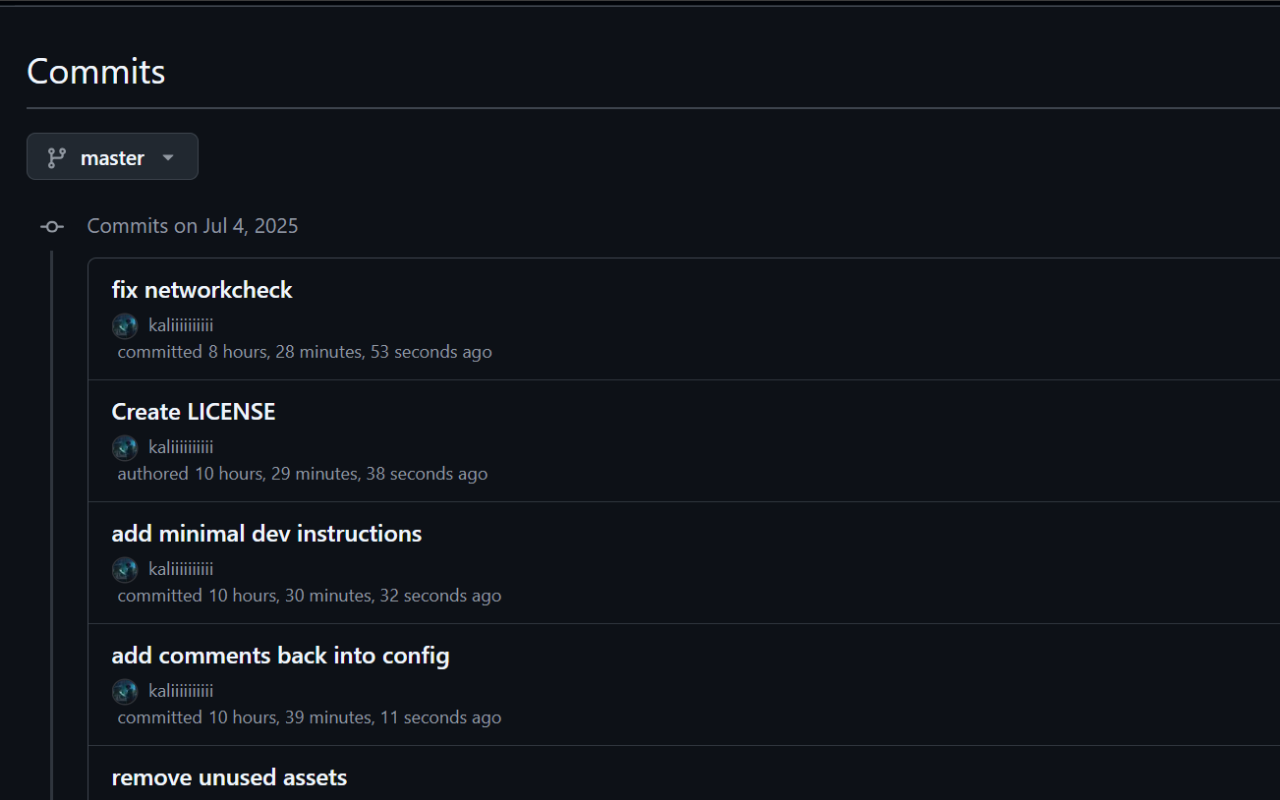 Commits
master
Commits on Jul 4, 2025
fix networkcheck
kaliiiiiiiiii
committed 8 hours, 28 minutes, 53 seconds ago
Create LICENSE
kaliiiiiiiiii
authored 10 hours, 29 minutes, 38 seconds ago
add minimal dev instructions
kaliiiiiiiiii
committed 10 hours, 30 minutes, 32 seconds ago
add comments back into config
kaliiiiiiiiii
committed 10 hours, 39 minutes, 11 seconds ago
remove unused assets